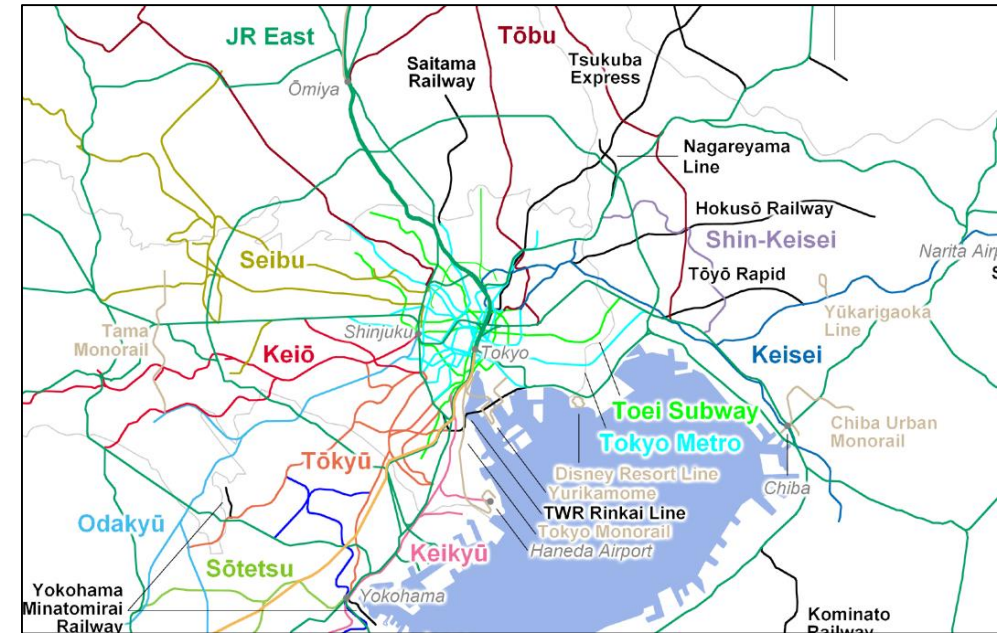 JR East
Tōbu
Saitama
Railway
Tsukuba
Express
Ōmiya
Nagareyama
Line
Hokusō Railway
Shin-Keisei
Narita Air
Seibu
Tōyō Rapid
S
Yūkarigaoka
Line
Tama
Monorail
Shinjuku
Keiō
Tokyo
Keisei
Toei Subway
Tokyo Metro
Chiba Urban
Monorail
Tōkyū
Disney Resort Line
Yurikamome
TWR Rinkai Line
Tokyo Monorail
Haneda Airport
Chiba
Odakyū
Keikyū
Sōtetsu
Yokohama
Minatomirai
Railway
Yokohama
Kominato
Railway